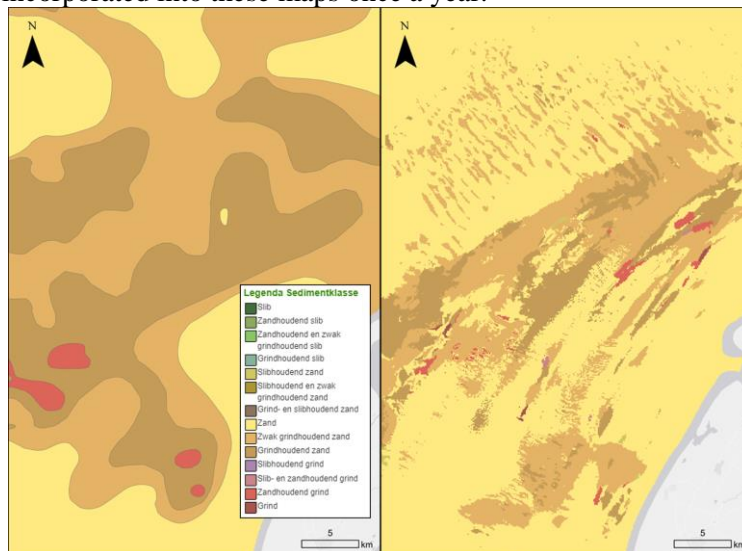 incorporated into these maps once a year.
N
N
Legenda Sedimentklasse
Slib
Zandhoudend slib
Zandhoudend en zwak
grindhoudend slib
Grindhoudend slib
Slibhoudend zand
Slibhoudend en zwak
grindhoudend zand
Grind- en slibhoudend zand
Zand
Zwak grindhoudend zand
Grindhoudend zand
Slibhoudend grind
Slib- en zandhoudend grind
Zandhoudend grind
Grind
5
km
5
km